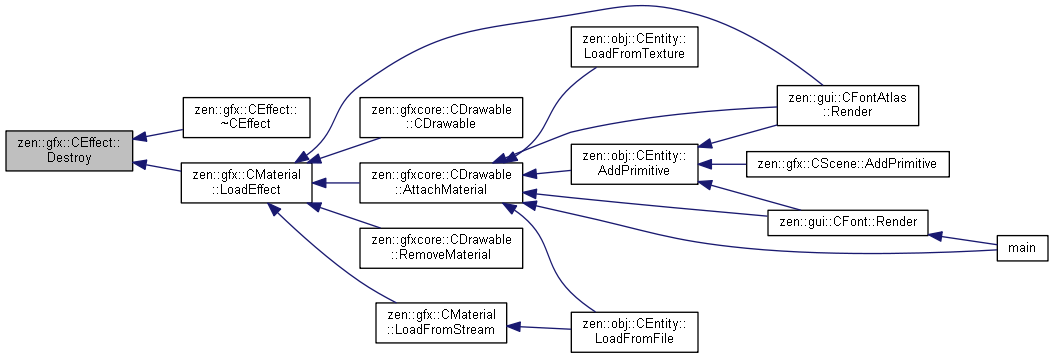 zen::gfx::CEffect::
Destroy
zen::gfx::CEffect::
~CEffect
zen::gfx::CMaterial
::LoadEffect
zen::gfxcore::CDrawable
::CDrawable
zen::gfxcore::CDrawable
::AttachMaterial
zen::gfxcore::CDrawable
::RemoveMaterial
zen::gfx::CMaterial
::LoadFromStream
zen::obj::CEntity::
LoadFromTexture
zen::obj::CEntity::
AddPrimitive
zen::obj::CEntity::
LoadFromFile
zen::gui::CFontAtlas
::Render
zen::gfx::CScene::AddPrimitive
zen::gui::CFont::Render
main